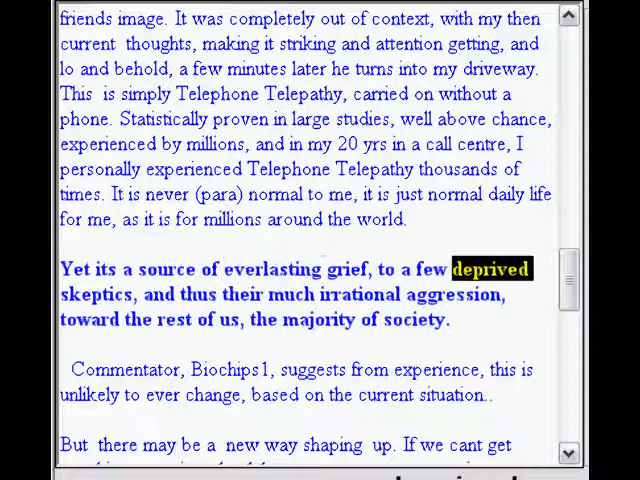 friends image. It was completely out of context, with my then
current thoughts, making it striking and attention getting, and
lo and behold, a few minutes later he turns into my driveway.
This is simply Telephone Telepathy, carried on without a
phone. Statistically proven in large studies, well above chance,
experienced by millions, and in my 20 yrs in a call centre, I
personally experienced Telephone Telepathy thousands of
times. It is never (para) normal to me, it is just normal daily life
for me, as it is for millions around the world.
Yet its a source of everlasting grief, to a few deprived
skeptics, and thus their much irrational aggression,
toward the rest of us, the majority of society.
Commentator, Biochips1, suggests from experience, this is
unlikely to ever change, based on the current situation..
But there may be a new way shaping up. If we cant get